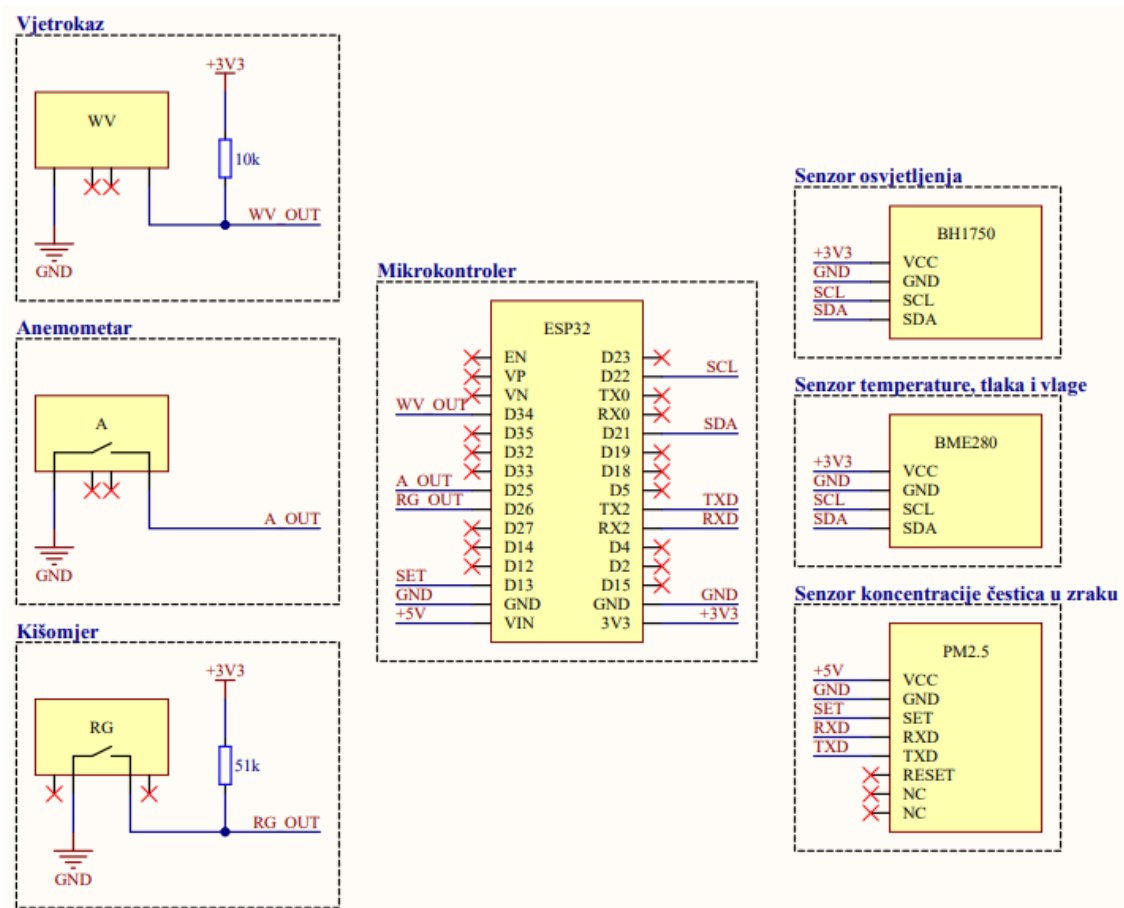 Vjetrokaz
+3V3
WV
10k
WV_OUT
GND
Anemometar
A
A_OUT
GND
Kišomjer
+3V3
RG
51k
RG_OUT
GND
Mikrokontroler
ESP32
EN D23
VP D22 SCL
VN TX0
WV_OUT D34 RX0
D35 D21 SDA
D32 D19
D33 D18
A_OUT D25 D5
RG_OUT D26 TX2 TXD
D27 RX2 RXD
D14 D4
D12 D2
SET D13 D15
GND GND GND
+5V VIN 3V3 +3V3
Senzor osvjetljenja
BH1750
+3V3 VCC
GND GND
SCL SCL
SDA SDA
Senzor temperature, tlaka i vlage
BME280
+3V3 VCC
GND GND
SCL SCL
SDA SDA
Senzor koncentracije čestica u zraku
PM2.5
+5V VCC
GND GND
SET SET
RXD RXD
TXD TXD
RESET
NC
NC